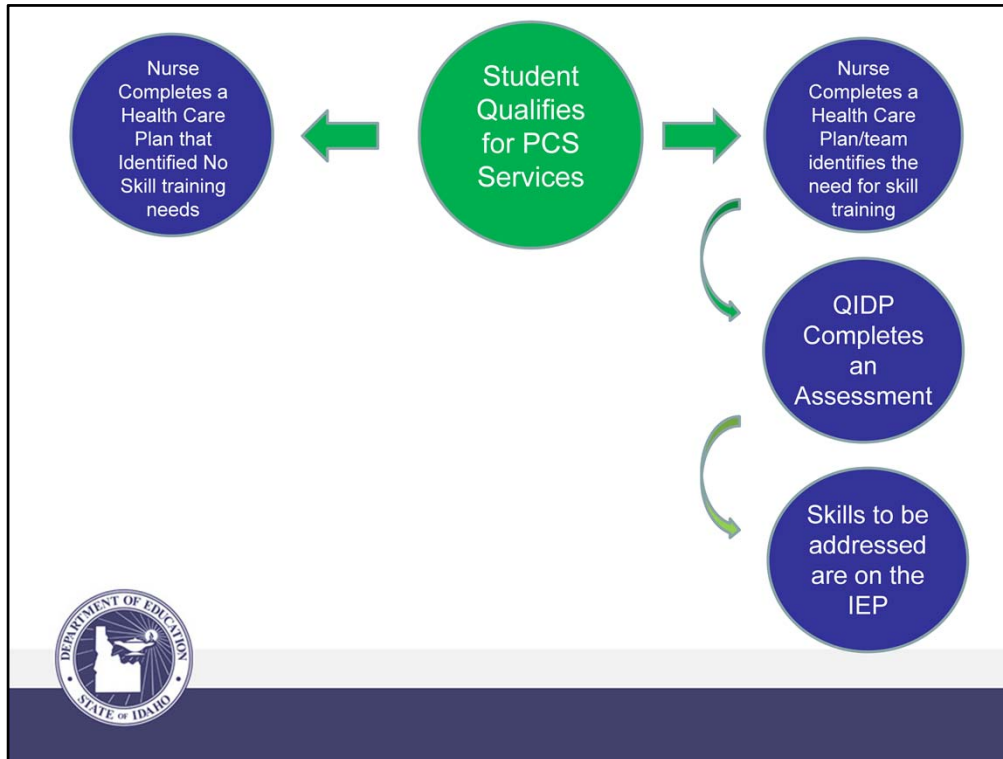 Nurse
Completes a
Health Care
Plan that
Identified No
Skill training
needs
Student
Qualifies
for PCS
Services
Nurse
Completes a
Health Care
Plan/team
identifies the
need for skill
training
QIDP
Completes
an
Assessment
Skills to be
addressed
are on the
IEP
DEPARTMENT OF EDUCATION
STATE OF IDAHO